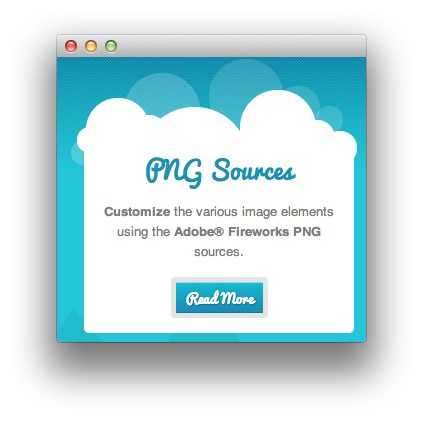 PNG Sources
Customize the various image elements
using the Adobe® Fireworks PNG
sources.
Read More